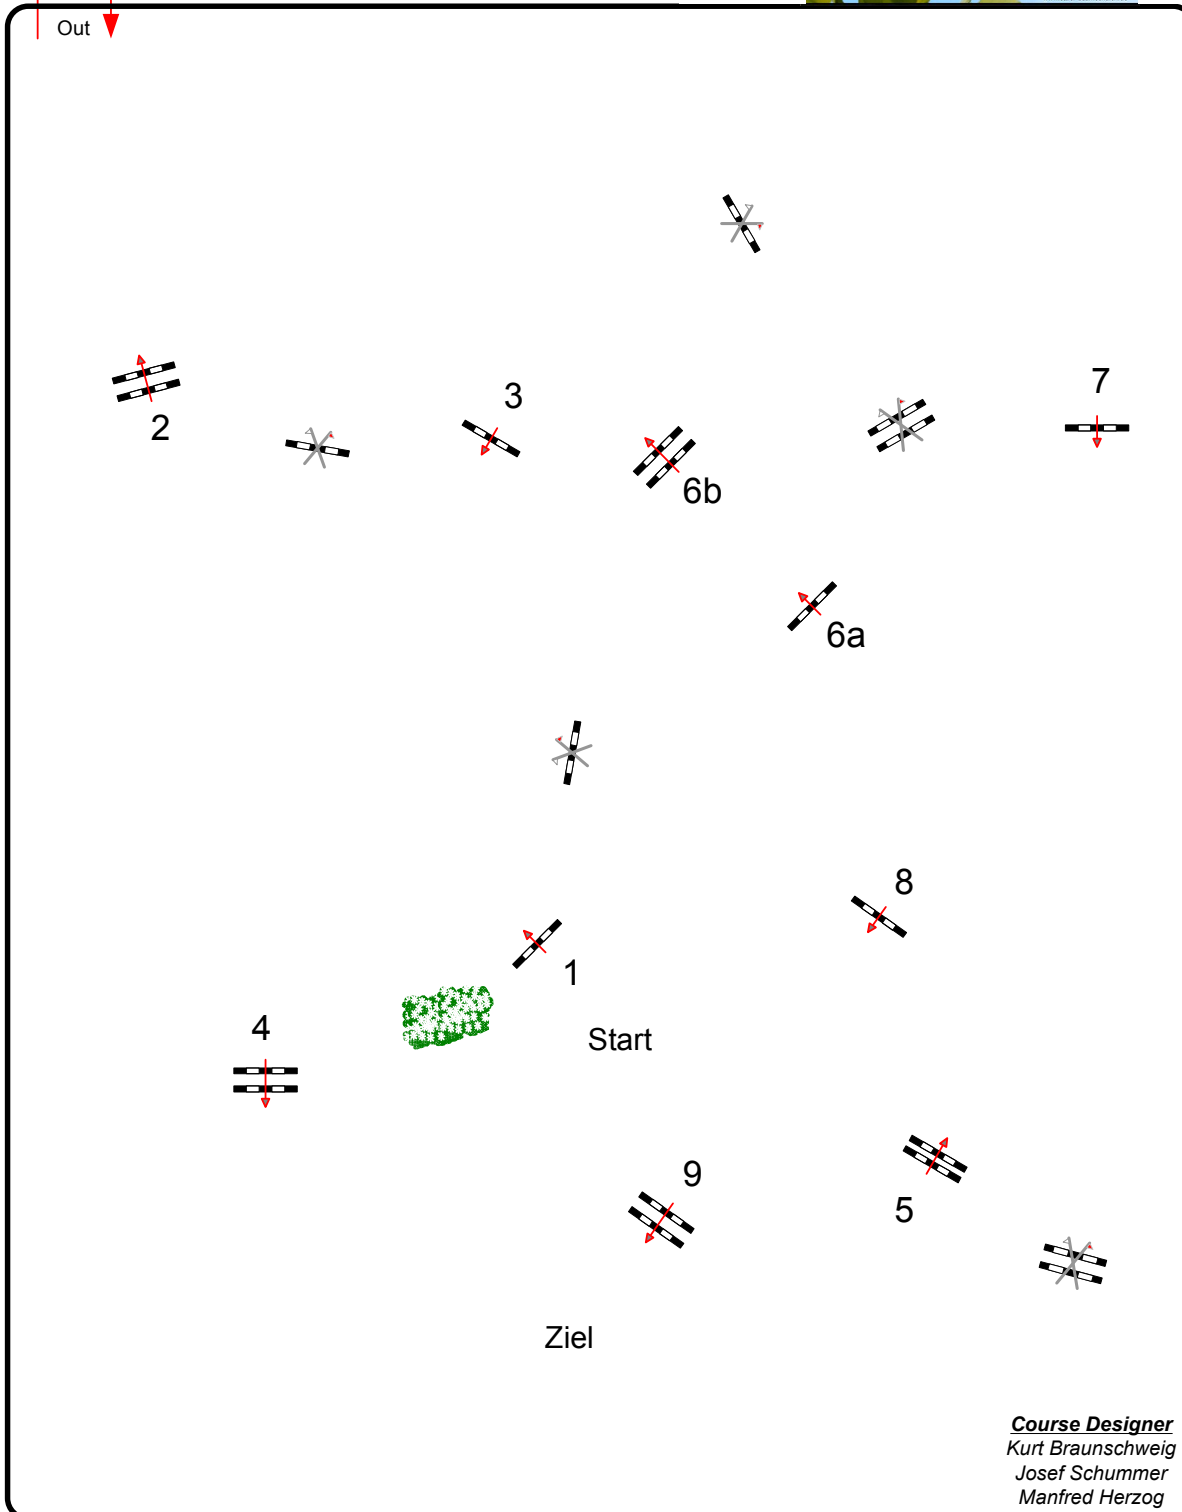 Out
3
7
2
6b
6a
8
1
4
Start
9
5
Ziel
Course Designer
Kurt Braunschweig
Josef Schummer
Manfred Herzog